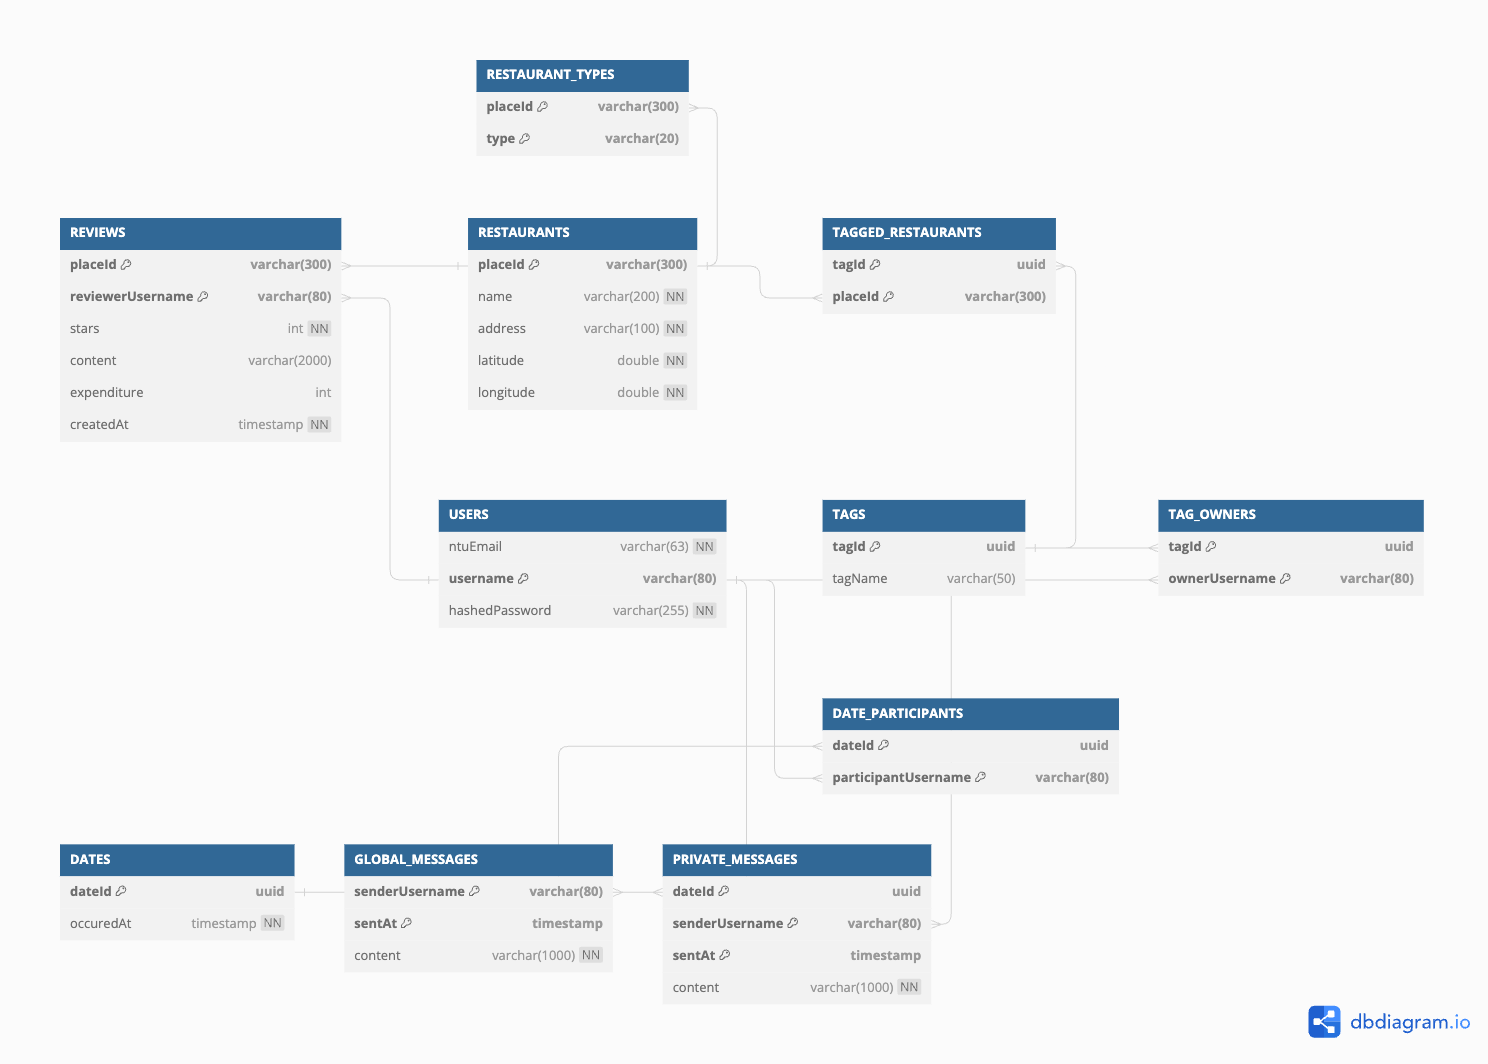 RESTAURANT_TYPES
placeId varchar(300)
type varchar(20)
REVIEWS
placeId varchar(300)
reviewerUsername varchar(80)
stars int NN
content varchar(2000)
expenditure int
createdAt timestamp NN
RESTAURANTS
placeId varchar(300)
name varchar(200) NN
address varchar(100) NN
latitude double NN
longitude double NN
TAGGED_RESTAURANTS
tagId uuid
placeId varchar(300)
USERS
ntuEmail varchar(63) NN
username varchar(80)
hashedPassword varchar(255) NN
TAGS
tagId uuid
tagName varchar(50)
TAG_OWNERS
tagId uuid
ownerUsername varchar(80)
DATE_PARTICIPANTS
dateId uuid
participantUsername varchar(80)
DATES
dateId uuid
occuredAt timestamp NN
GLOBAL_MESSAGES
senderUsername varchar(80)
sentAt timestamp
content varchar(1000) NN
PRIVATE_MESSAGES
dateId uuid
senderUsername varchar(80)
sentAt timestamp
content varchar(1000) NN
dbdiagram.io